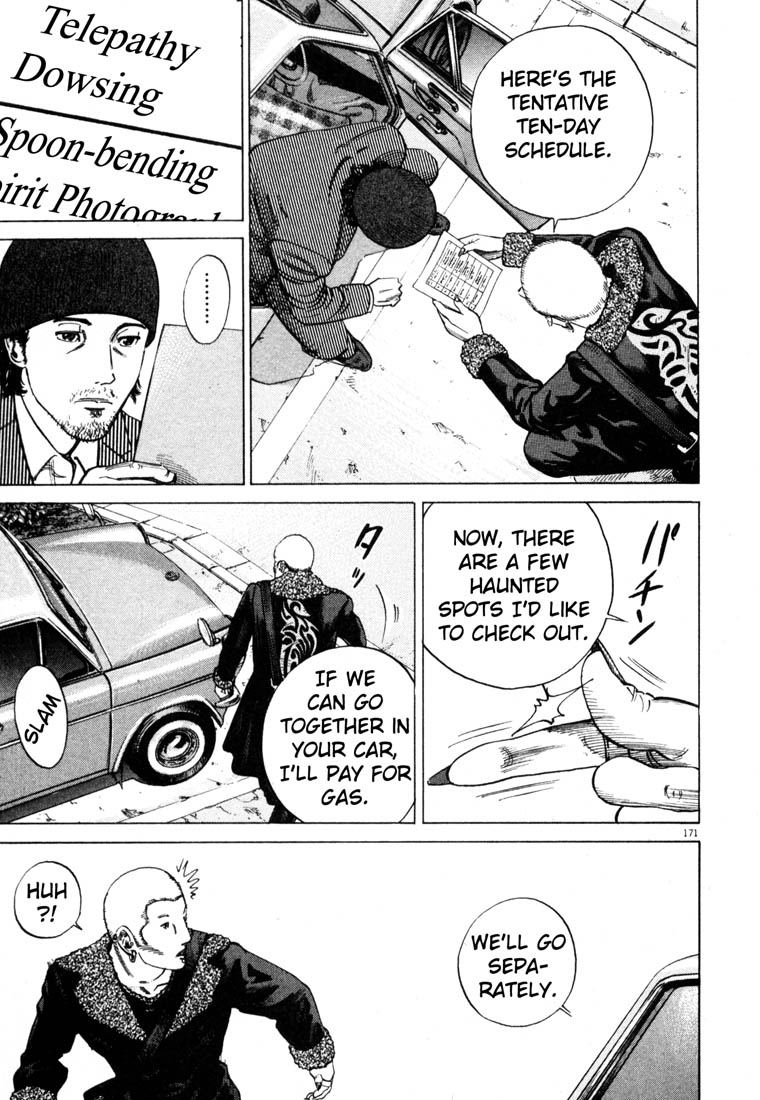 HERE'S THE
TENTATIVE
TEN-DAY
SCHEDULE.
Telepathy
Dowsing
Spoon-bending
pirit Photograph
........
NOW, THERE
ARE A FEW
HAUNTED
SPOTS I'D LIKE
TO CHECK OUT.
パチン
タッ
IF WE
CAN GO
TOGETHER IN
YOUR CAR,
I'LL PAY FOR
GAS.
SLAM
171
WE'LL GO
SEPA-
RATELY.
HUH
?!